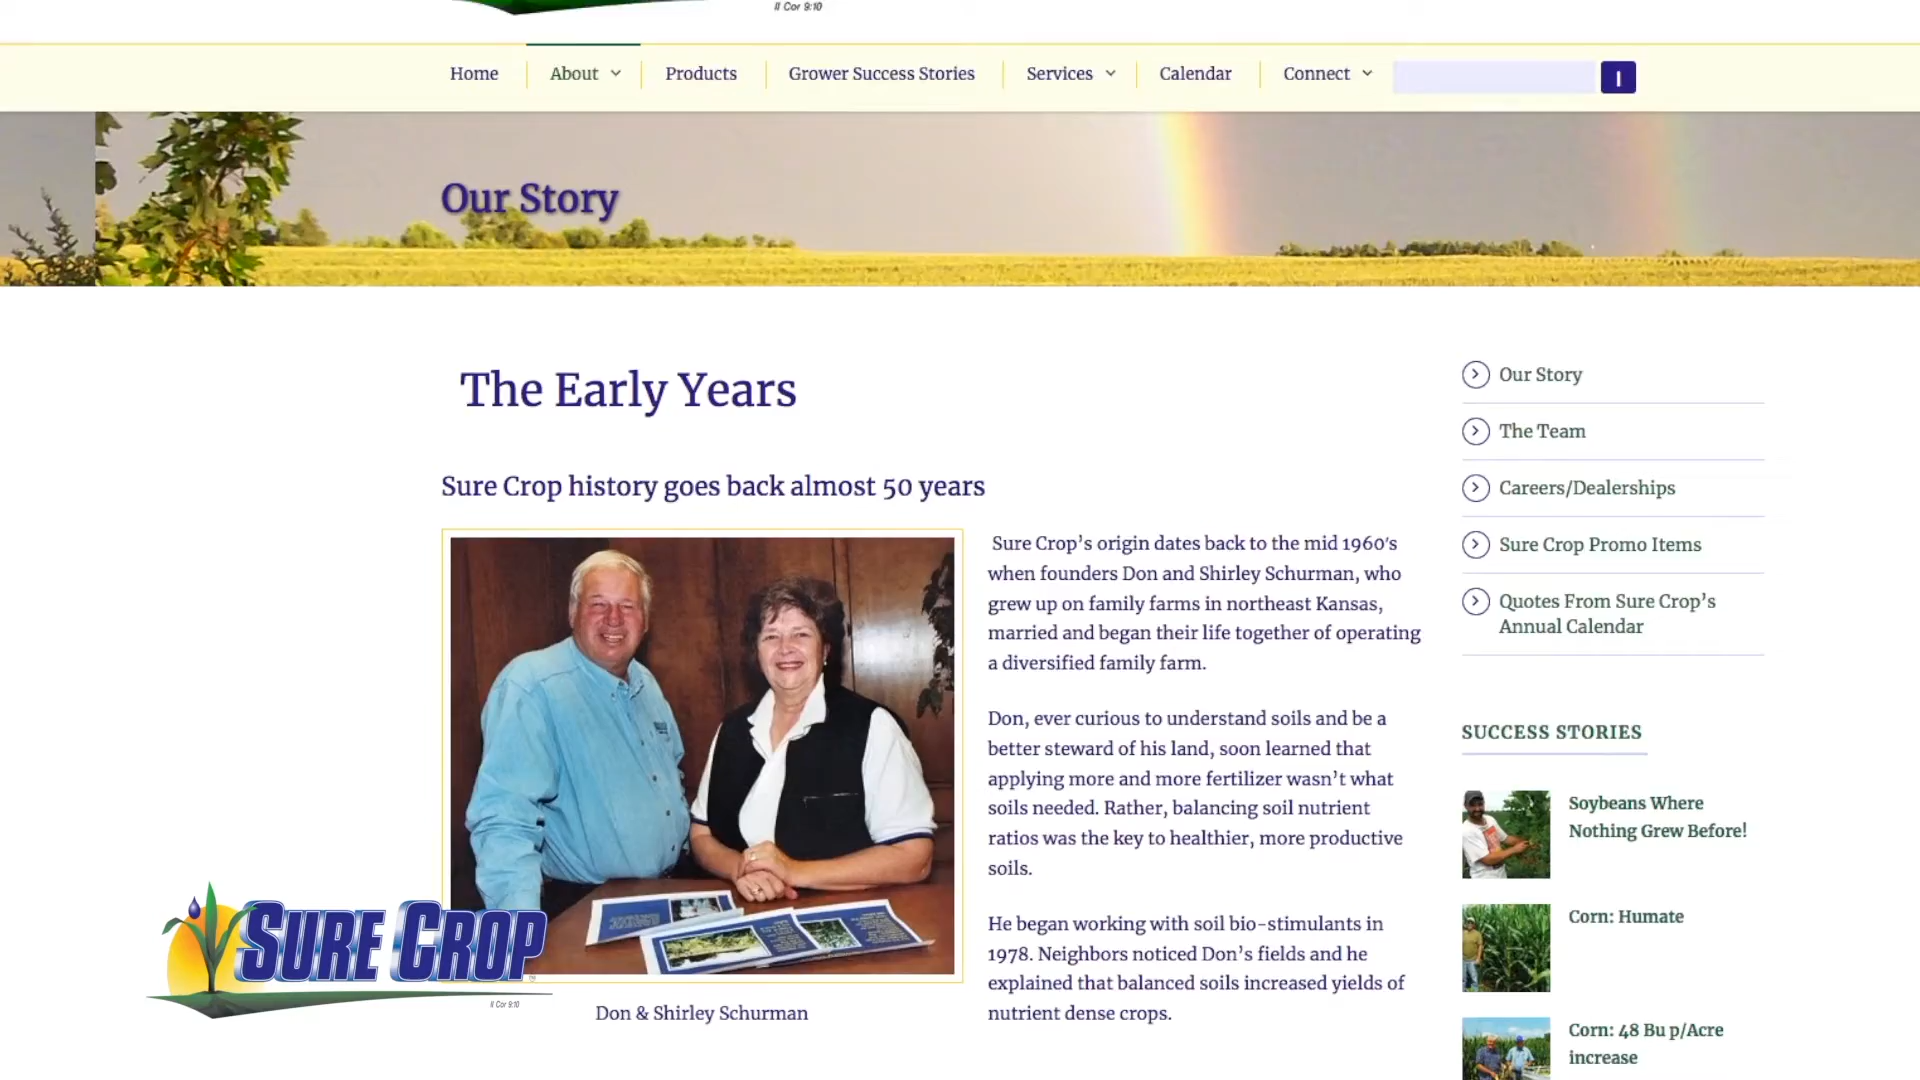 II Cor 9:10
Home
About
Products
Grower Success Stories
Services
Calendar
Connect
Our Story
The Early Years
Sure Crop history goes back almost 50 years
Sure Crop’s origin dates back to the mid 1960's
when founders Don and Shirley Schurman, who
grew up on family farms in northeast Kansas,
married and began their life together of operating
a diversified family farm.
Don, ever curious to understand soils and be a
better steward of his land, soon learned that
applying more and more fertilizer wasn’t what
soils needed. Rather, balancing soil nutrient
ratios was the key to healthier, more productive
soils.
He began working with soil bio-stimulants in
1978. Neighbors noticed Don’s fields and he
explained that balanced soils increased yields of
nutrient dense crops.
Don & Shirley Schurman
SURE CROP
TM
II Cor 9:10
Our Story
The Team
Careers/Dealerships
Sure Crop Promo Items
Quotes From Sure Crop’s
Annual Calendar
SUCCESS STORIES
Soybeans Where
Nothing Grew Before!
Corn: Humate
Corn: 48 Bu p/Acre
increase